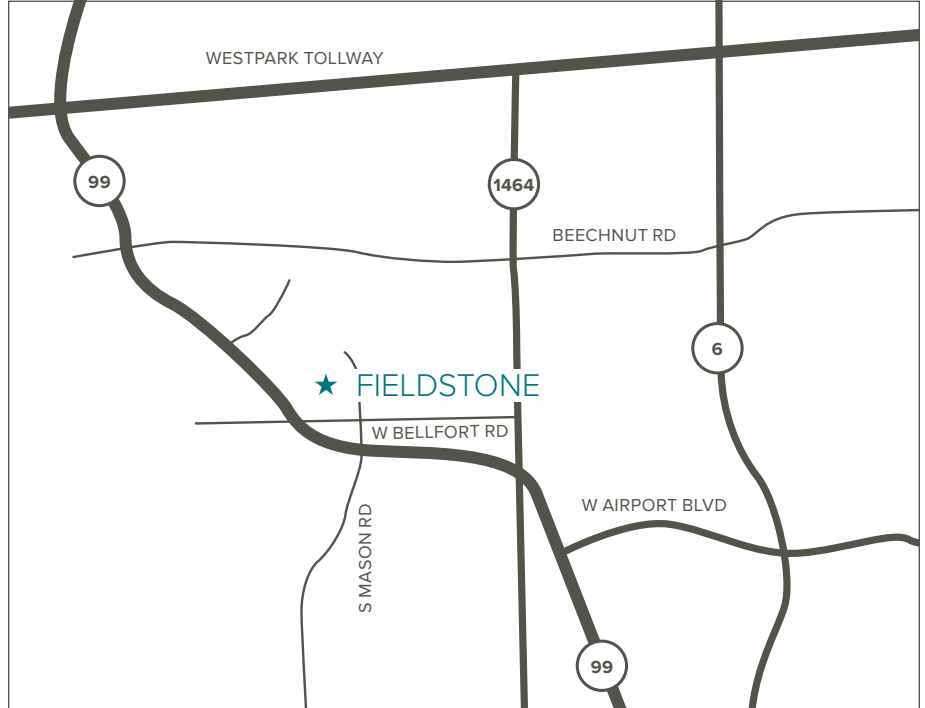 WESTPARK TOLLWAY
99
1464
BEECHNUT RD
6
FIELDSTONE
W BELLFORT RD
W AIRPORT BLVD
S MASON RD
99